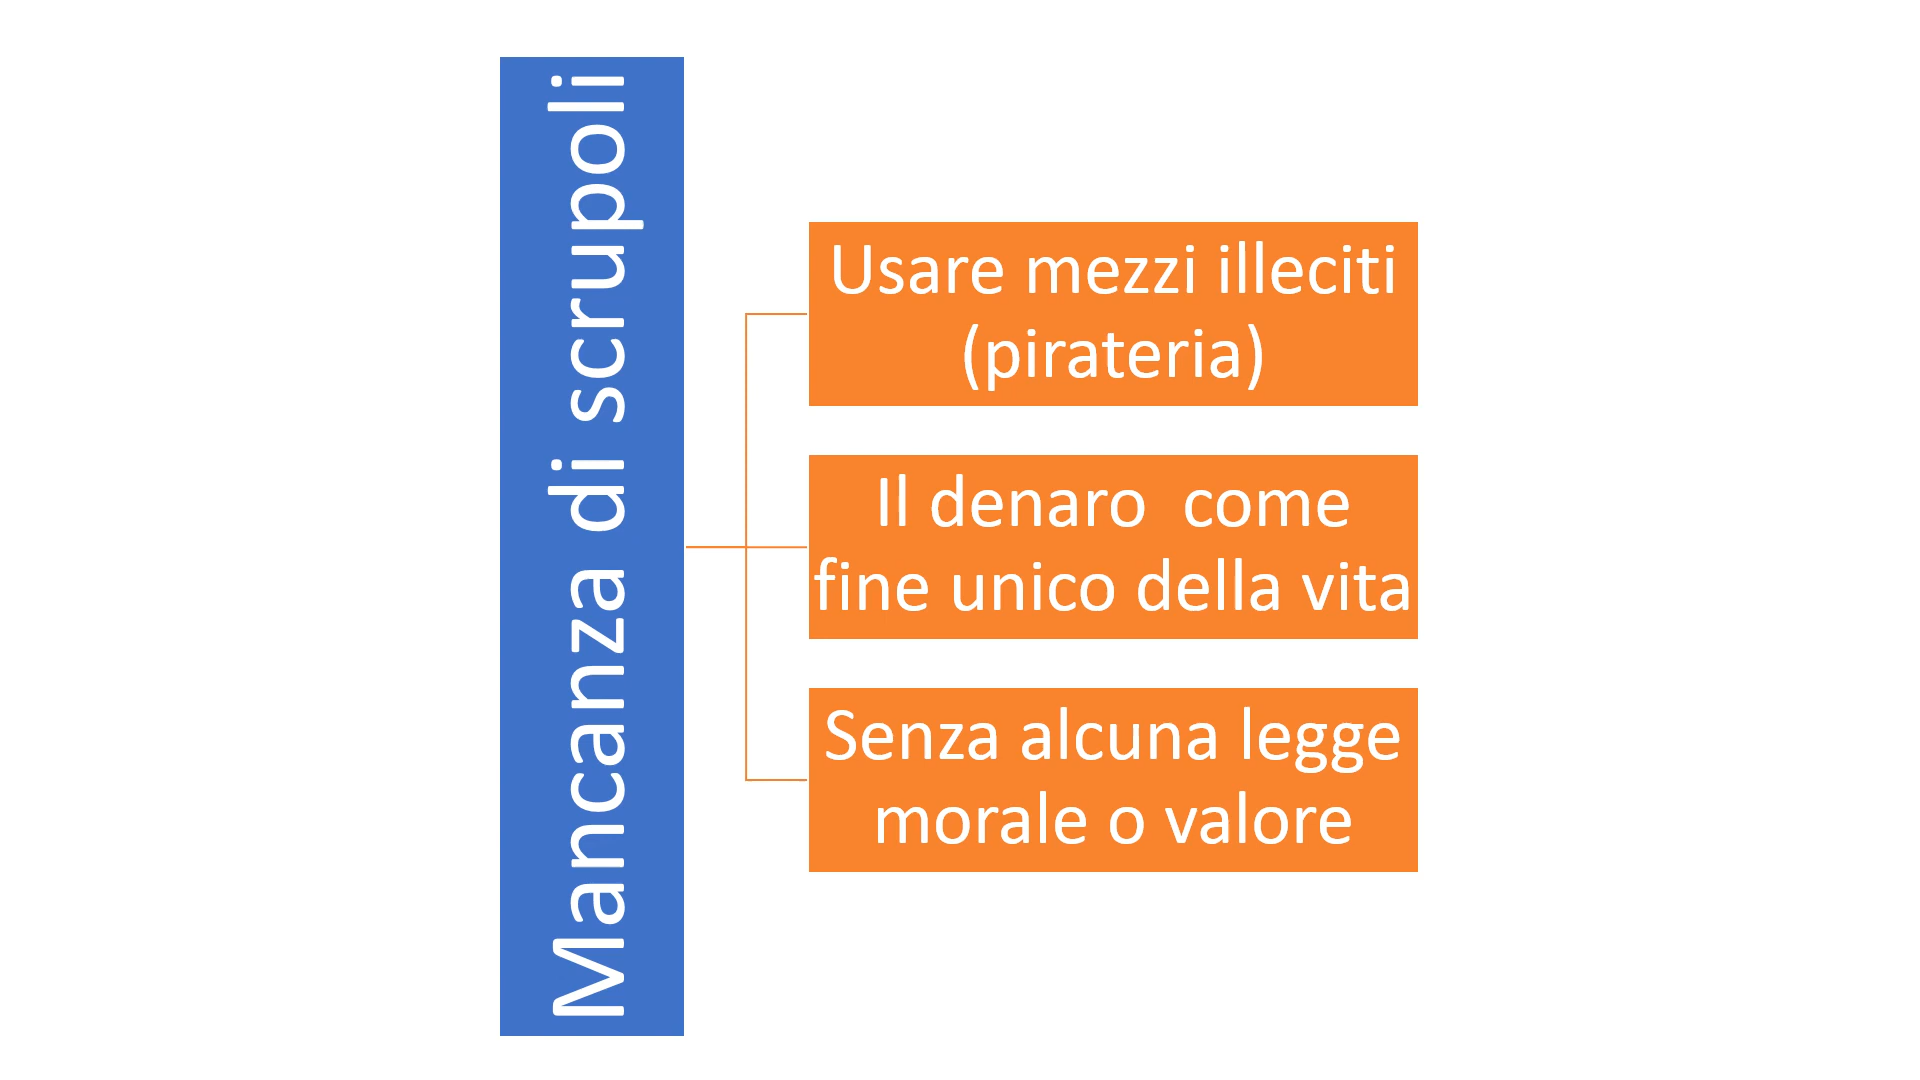 Mancanza di scrupoli
Usare mezzi illeciti
(pirateria)
Il denaro  come
fine unico della vita
Senza alcuna legge
morale o valore